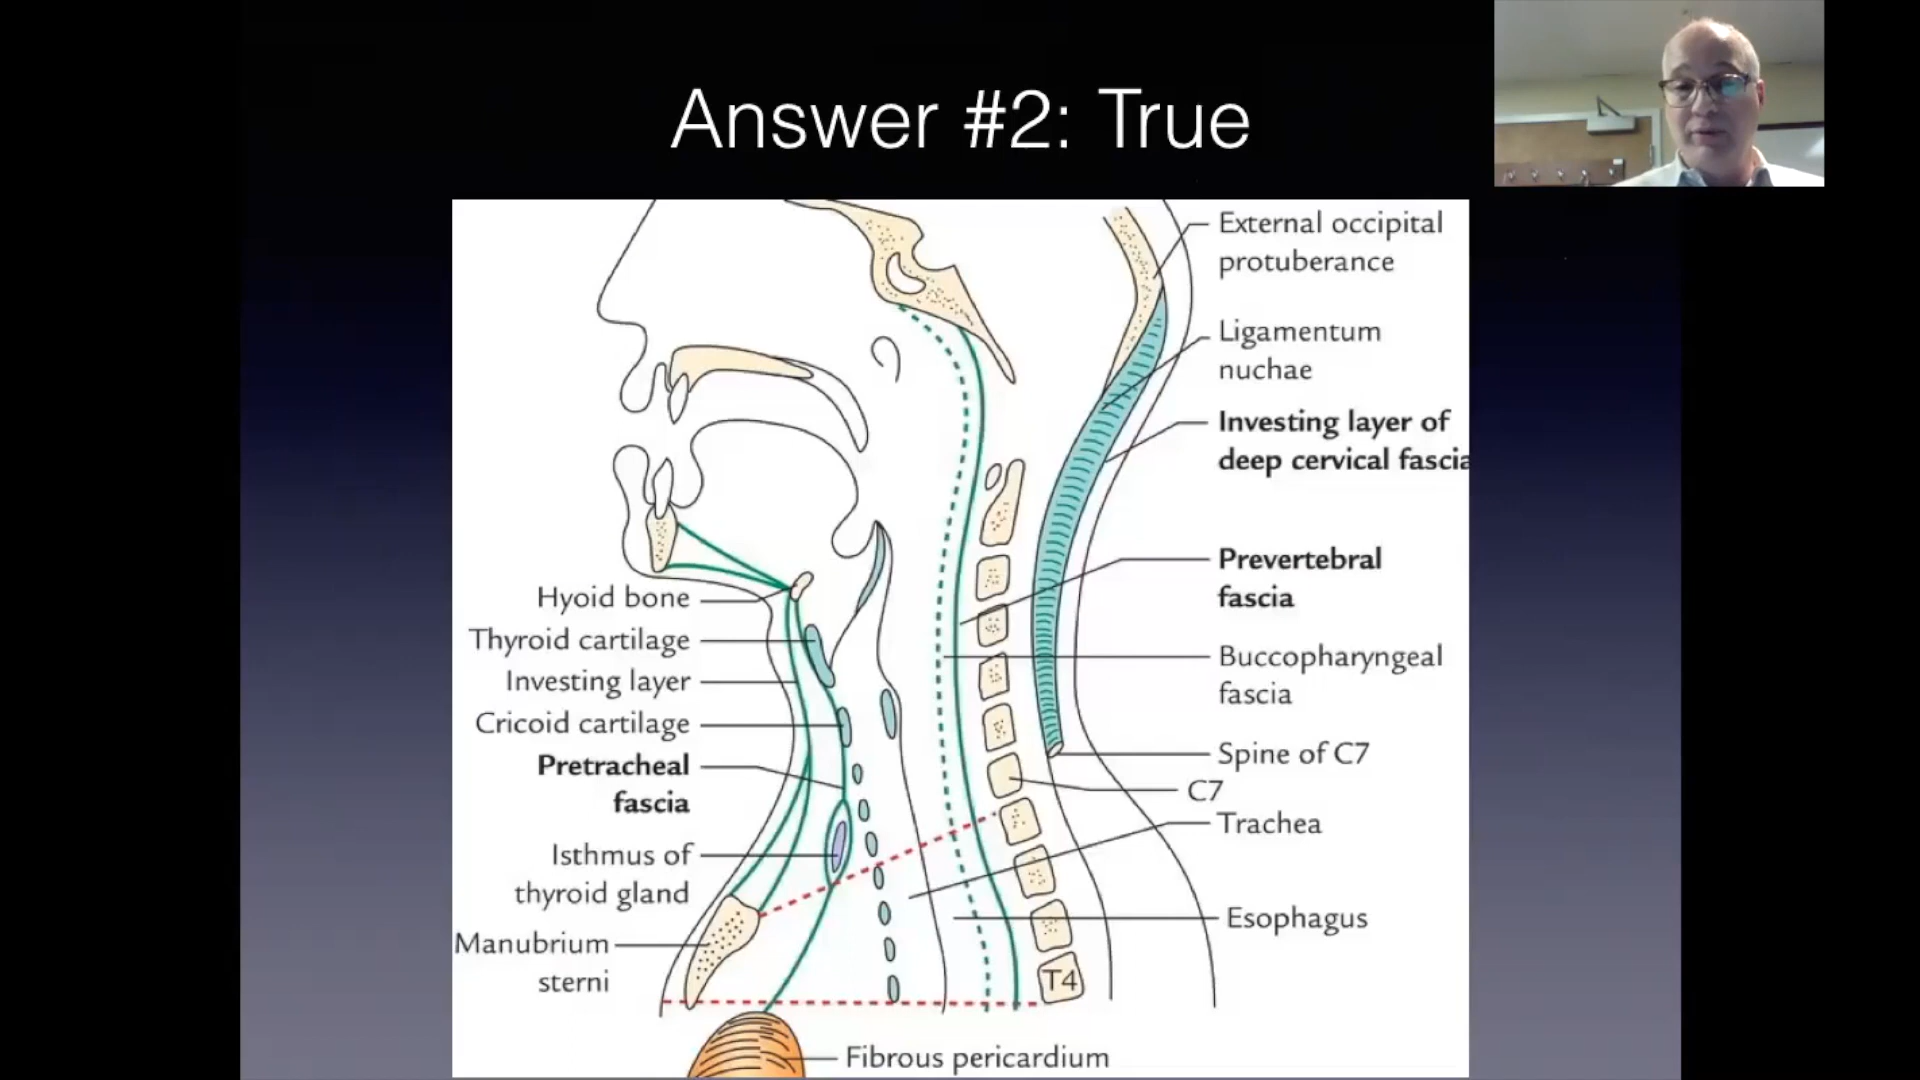 Answer #2: True
External occipital
protuberance
Ligamentum
nuchae
Investing layer of
deep cervical fascia
Prevertebral
fascia
Buccopharyngeal
fascia
Spine of C7
C7
Trachea
Esophagus
T4
Hyoid bone
Thyroid cartilage
Investing layer
Cricoid cartilage
Pretracheal
fascia
Isthmus of
thyroid gland
Manubrium
sterni
Fibrous pericardium